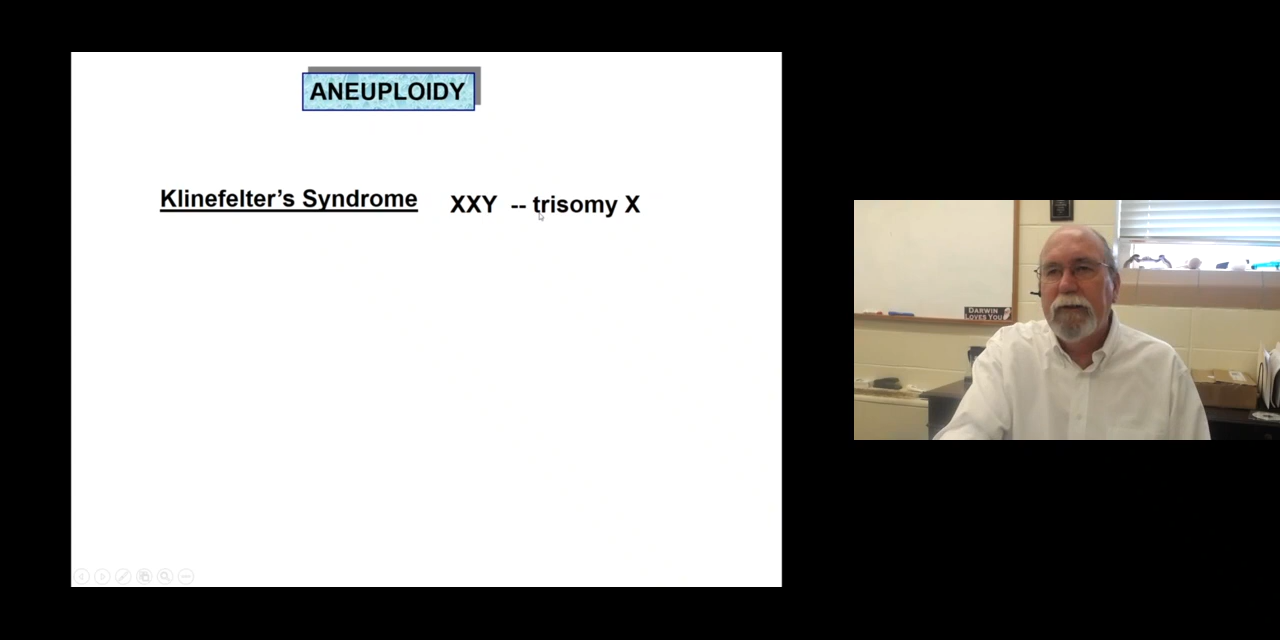 ANEUPLOIDY
Klinefelter’s Syndrome XXY -- trisomy X
DARWIN
LOVES YOU